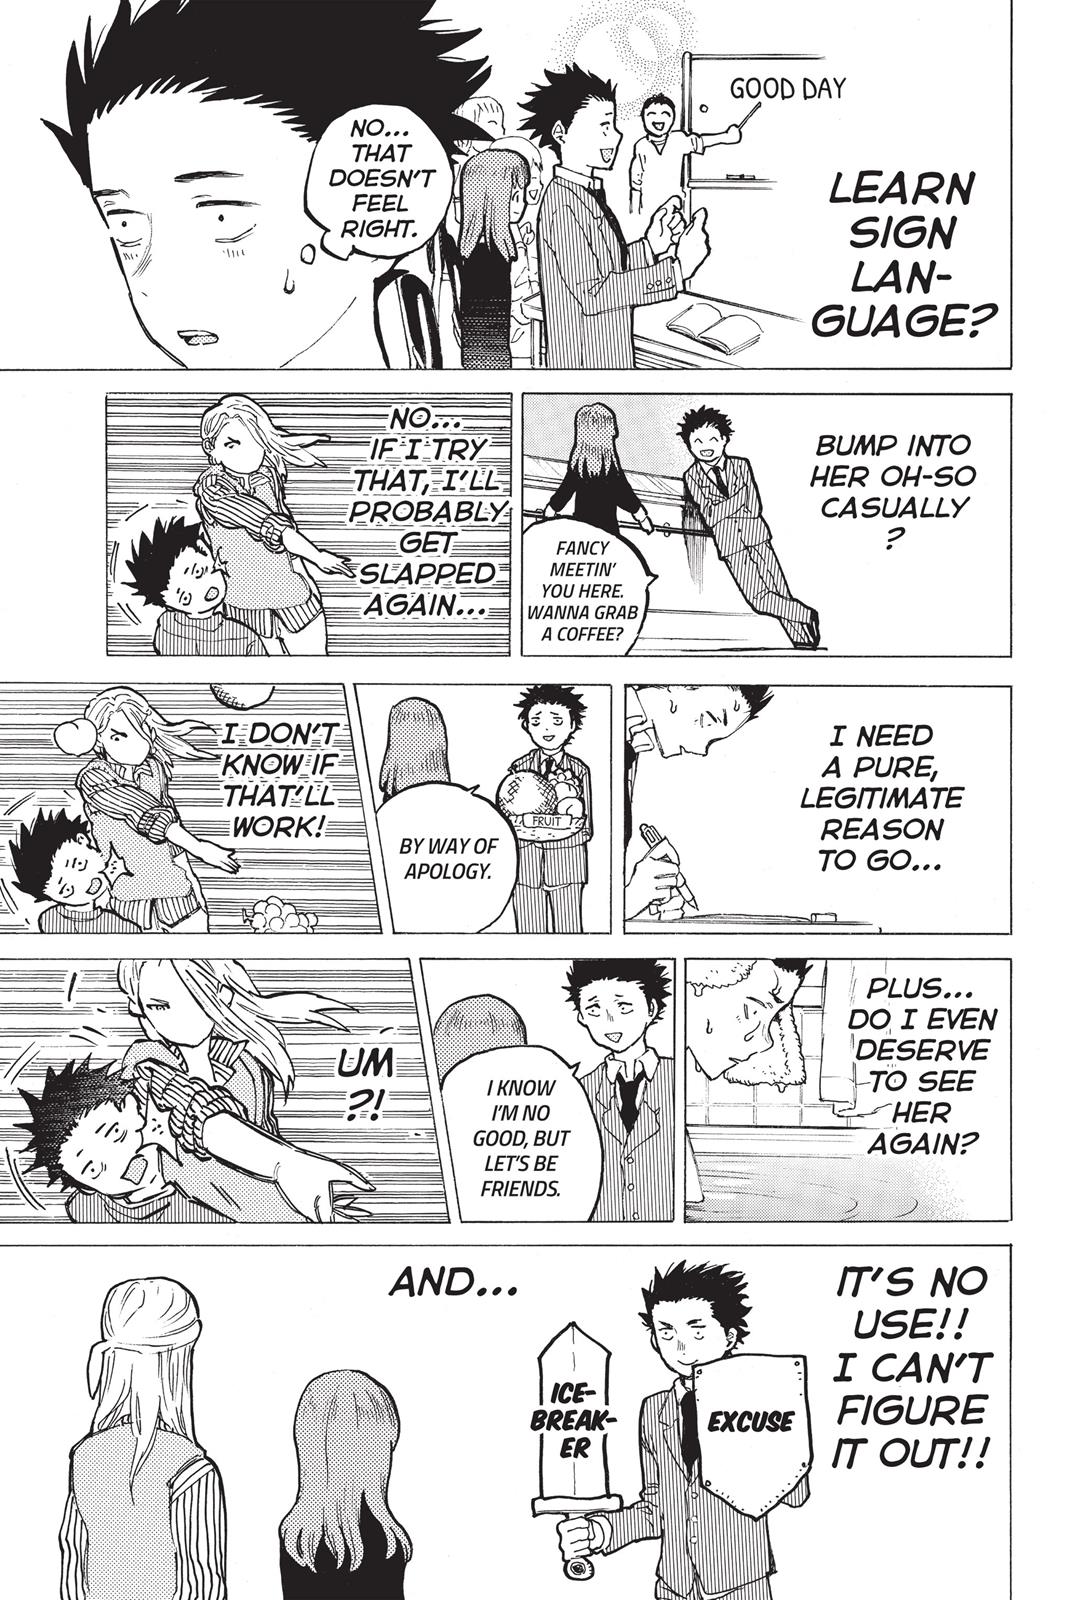 GOOD DAY
LEARN
SIGN
LAN-
GUAGE?
NO...
THAT
DOESN'T
FEEL
RIGHT.
BUMP INTO
HER OH-SO
CASUALLY
?
FANCY
MEETIN'
YOU HERE.
WANNA GRAB
A COFFEE?
NO...
IF I TRY
THAT, I'LL
PROBABLY
GET
SLAPPED
AGAIN...
I NEED
A PURE,
LEGITIMATE
REASON
TO GO...
FRUIT
BY WAY OF
APOLOGY.
I DON'T
KNOW IF
THAT'LL
WORK!
PLUS...
DO I EVEN
DESERVE
TO SEE
HER
AGAIN?
I KNOW
I'M NO
GOOD, BUT
LET'S BE
FRIENDS.
UM
?!
IT'S NO
USE!!
I CAN'T
FIGURE
IT OUT!!
EXCUSE
ICE-
BREAK-
ER
AND...